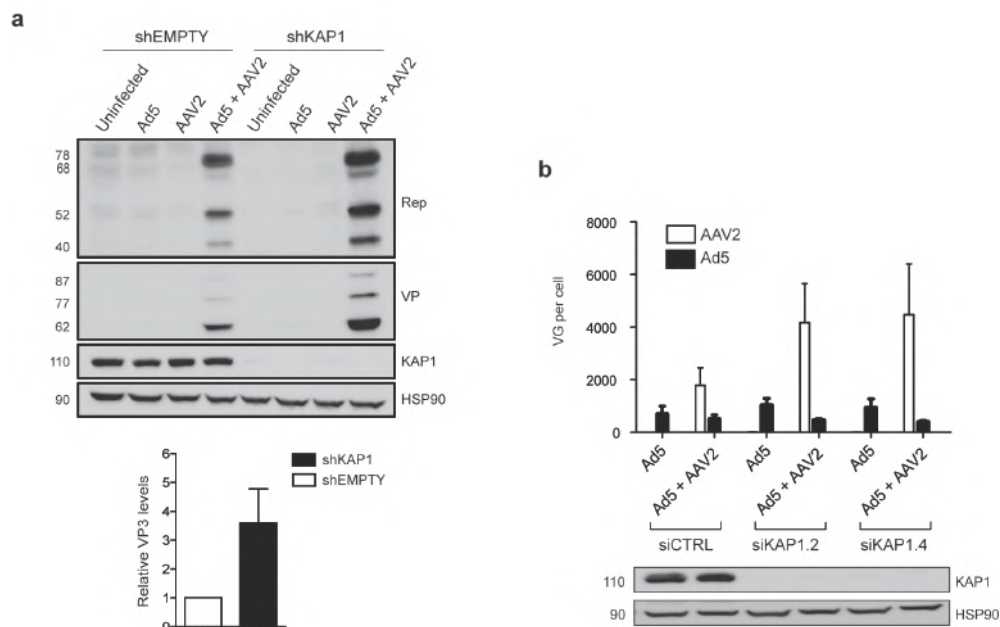 a
shEMPTY shKAP1
Uninfected Ad5 AAV2 Ad5 + AAV2 Uninfected Ad5 AAV2 Ad5 + AAV2
78
68
52
40
Rep
87
77
62
VP
110 KAP1
90 HSP90
Relative VP3 levels
6
5
4
3
2
1
0
shKAP1
shEMPTY
b
VG per cell
8000
6000
4000
2000
0
AAV2
Ad5
Ad5 Ad5 + AAV2 Ad5 Ad5 + AAV2 Ad5 Ad5 + AAV2
siCTRL siKAP1.2 siKAP1.4
110 KAP1
90 HSP90